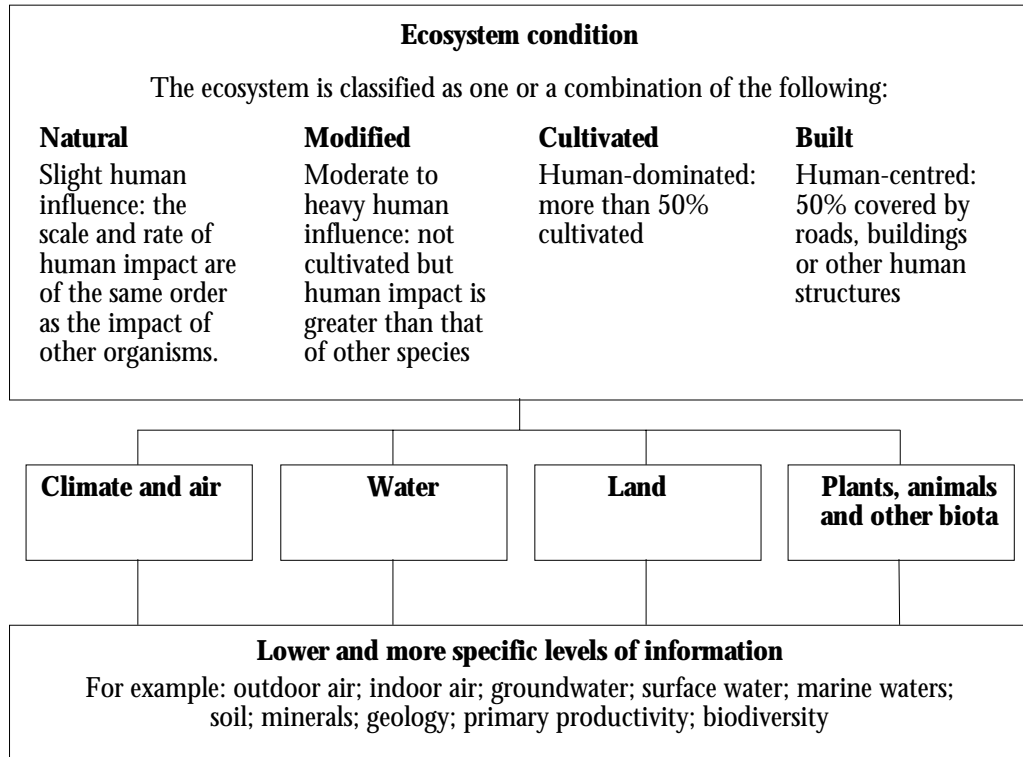 Ecosystem condition
The ecosystem is classified as one or a combination of the following:
Natural
Slight human
influence: the
scale and rate of
human impact are
of the same order
as the impact of
other organisms.
Modified
Moderate to
heavy human
influence: not
cultivated but
human impact is
greater than that
of other species
Cultivated
Human-dominated:
more than 50%
cultivated
Built
Human-centred:
50% covered by
roads, buildings
or other human
structures
Climate and air
Water
Land
Plants, animals
and other biota
Lower and more specific levels of information
For example: outdoor air; indoor air; groundwater; surface water; marine waters;
soil; minerals; geology; primary productivity; biodiversity